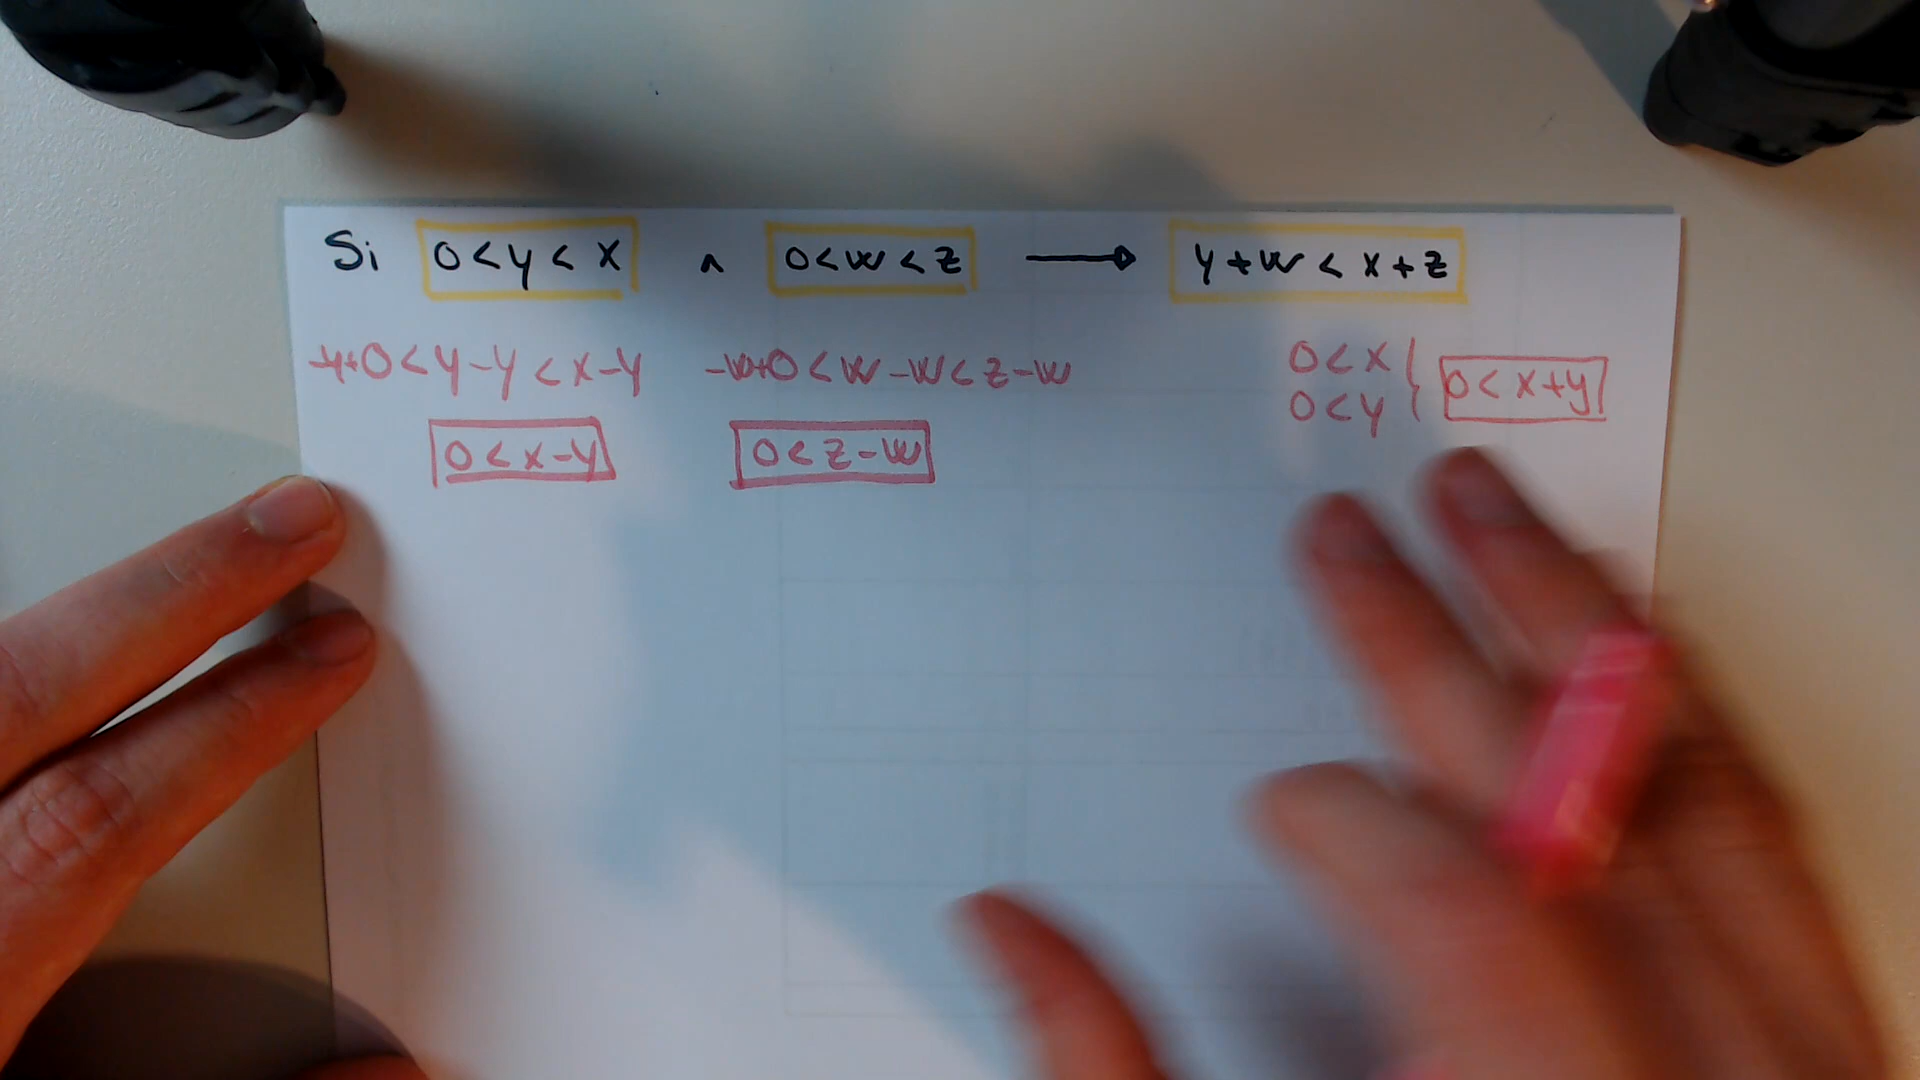 Si 0<y<x ∧ 0<w<z → y+w<x+z
-y+0<y-y<x-y -w+0<w-w<z-w 0<x
0<y 0<x+y
0<x-y 0<z-w